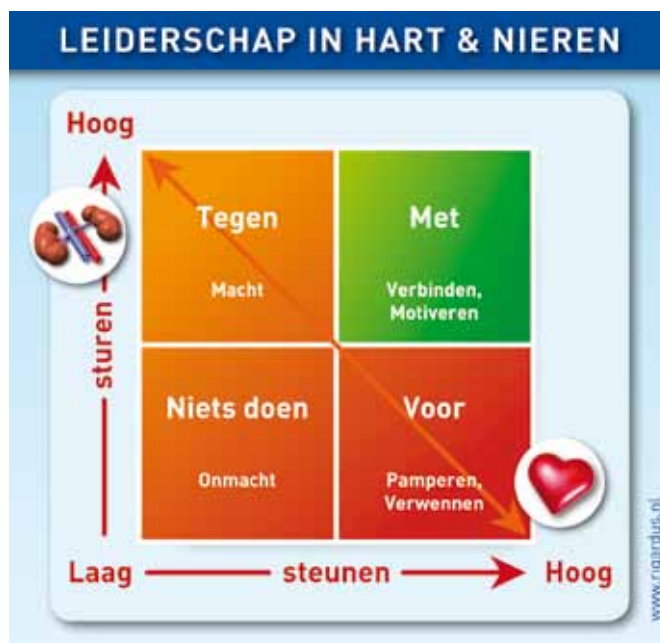 LEIDERSCHAP IN HART & NIEREN
Hoog
sturen
Tegen
Macht
Met
Verbinden,
Motiveren
Niets doen
Onmacht
Voor
Pamperen,
Verwennen
Laag
steunen
Hoog
www.rigardus.nl